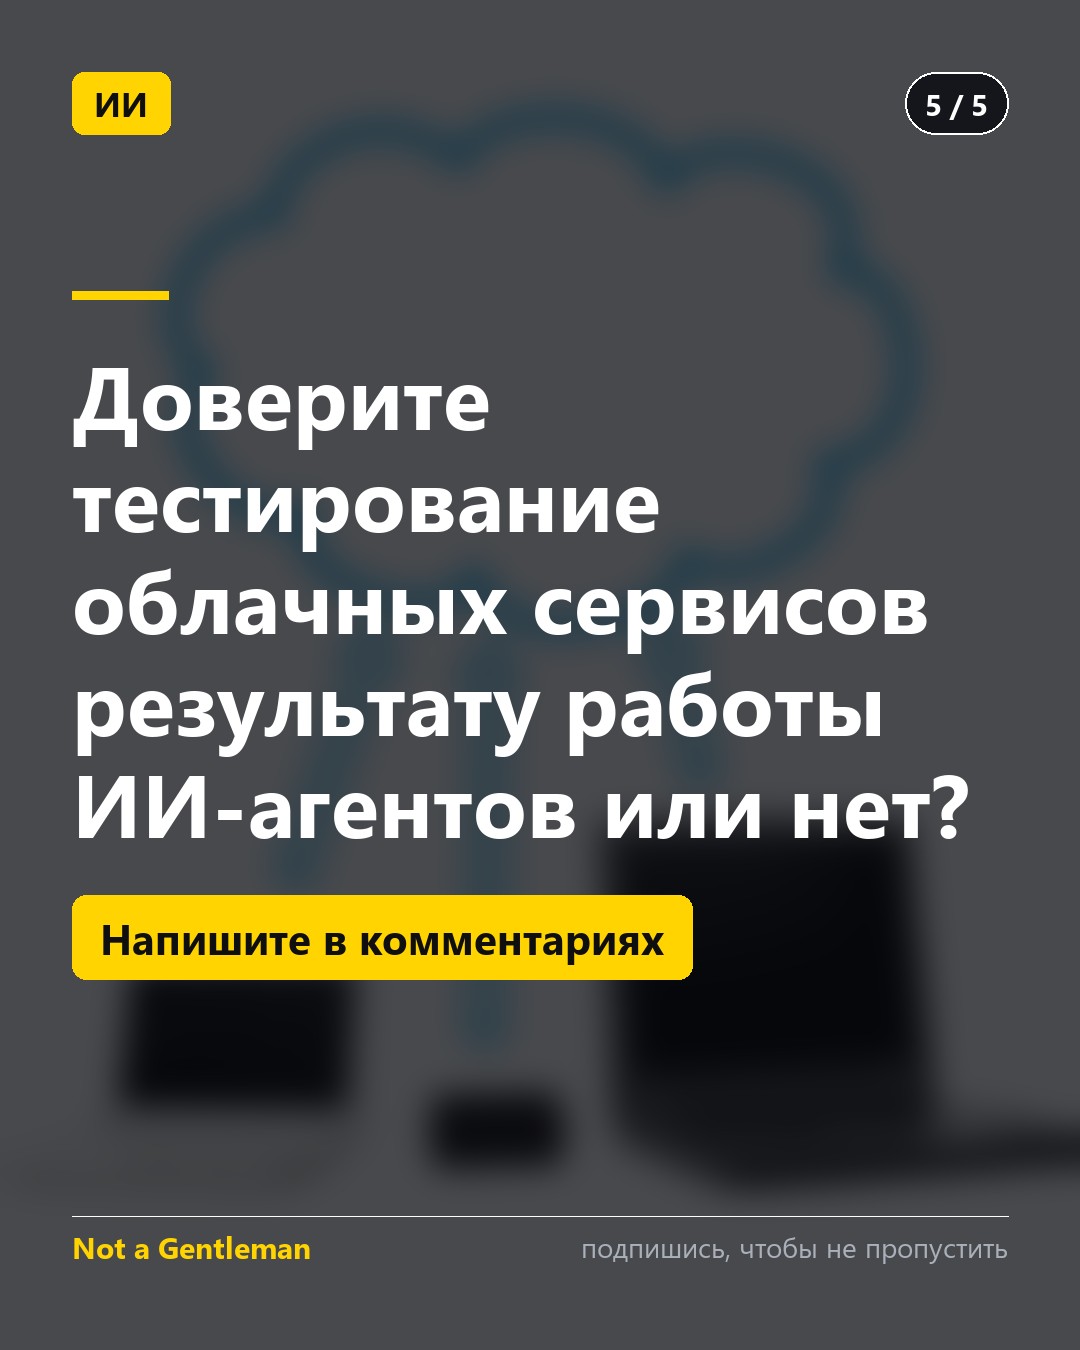 ИИ
5 / 5
Доверите
тестирование
облачных сервисов
результату работы
ИИ-агентов или нет?
Напишите в комментариях
Not a Gentleman
подпишись, чтобы не пропустить